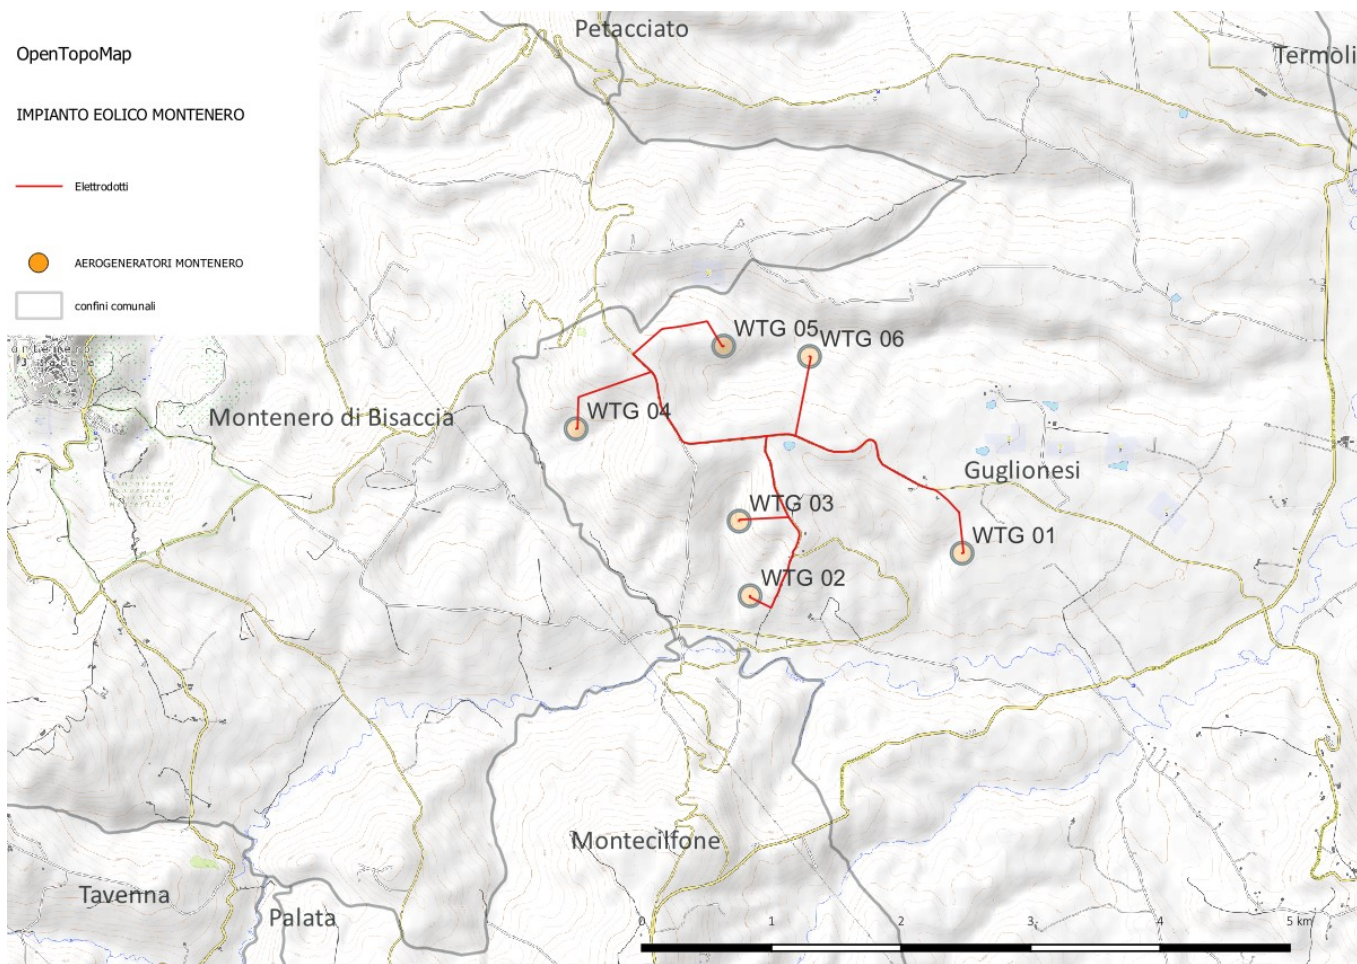 Petacciato
OpenTopoMap
Termoli
IMPIANTO EOLICO MONTENERO
Elettrodotti
AEROGENERATORI MONTENERO
confini comunali
WTG 05
WTG 06
WTG 04
Montenero di Bisaccia
Guglionesi
WTG 03
WTG 01
WTG 02
Montecilfone
Tavenna
Palata
0 1 2 3 4 5 km